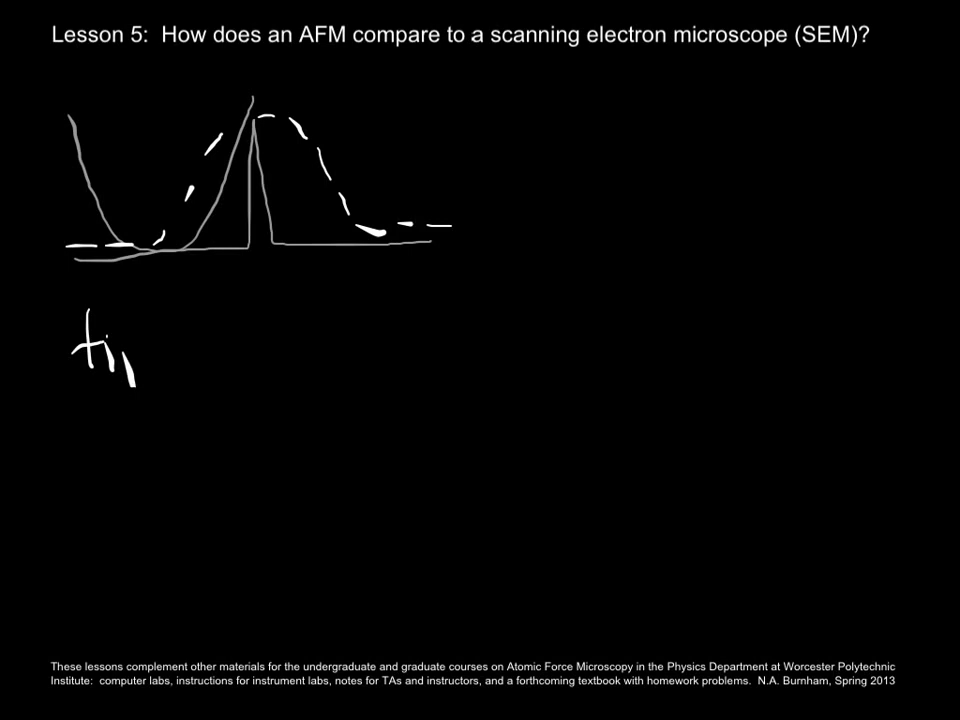 Lesson 5:  How does an AFM compare to a scanning electron microscope (SEM)?
These lessons complement other materials for the undergraduate and graduate courses on Atomic Force Microscopy in the Physics Department at Worcester Polytechnic
Institute:  computer labs, instructions for instrument labs, notes for TAs and instructors, and a forthcoming textbook with homework problems.  N.A. Burnham, Spring 2013